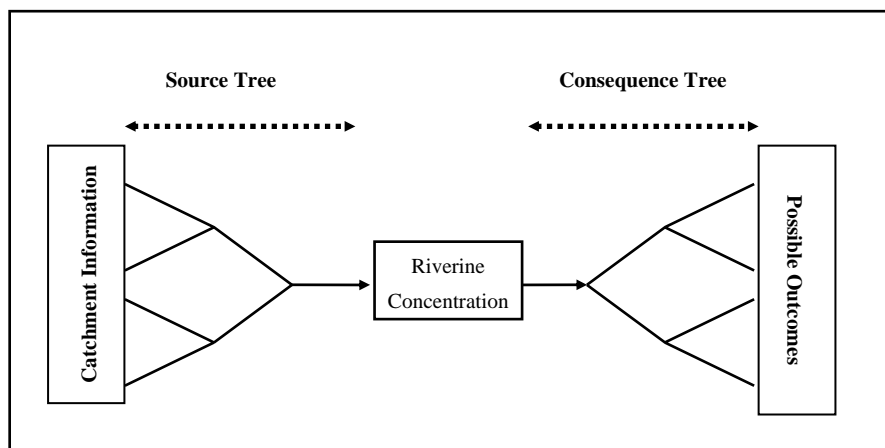 Source Tree
Consequence Tree
Catchment Information
Riverine
Concentration
Possible Outcomes